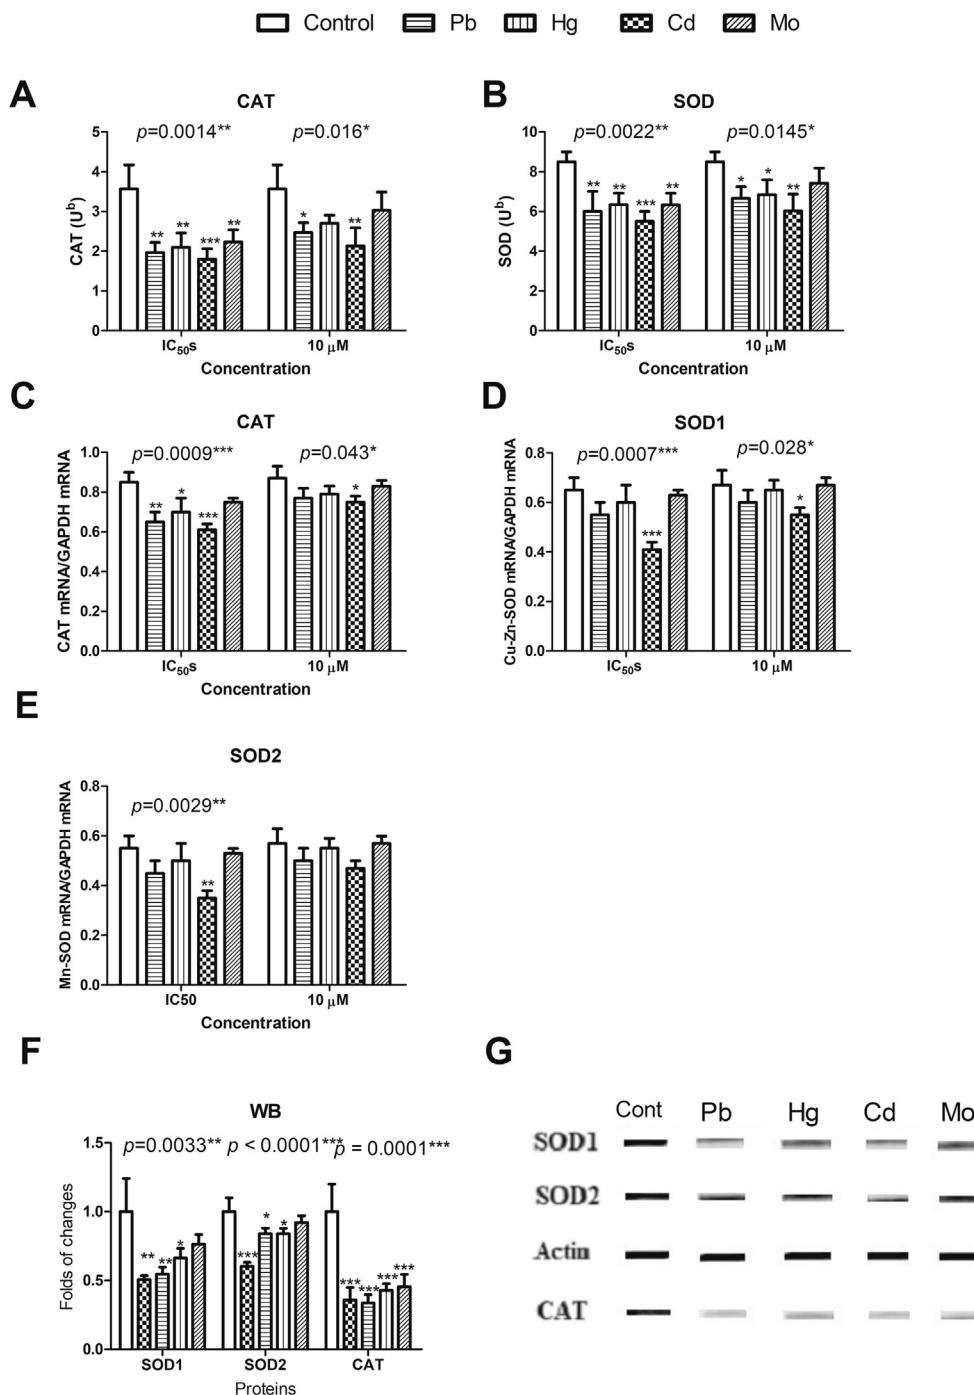 Control Pb Hg Cd Mo
A
CAT
p=0.0014** p=0.016*
CAT (Uᵇ)
5
4
3
2
1
0
** ** *** ** * **
IC₅₀s 10 µM
Concentration
B
SOD
p=0.0022** p=0.0145*
SOD (Uᵇ)
10
8
6
4
2
0
** ** *** ** * * **
IC₅₀s 10 µM
Concentration
C
CAT
p=0.0009*** p=0.043*
CAT mRNA/GAPDH mRNA
1.0
0.8
0.6
0.4
0.2
0.0
** * *** *
IC₅₀s 10 µM
Concentration
D
SOD1
p=0.0007*** p=0.028*
Cu-Zn-SOD mRNA/GAPDH mRNA
0.8
0.6
0.4
0.2
0.0
*** *
IC₅₀s 10 µM
Concentration
E
SOD2
p=0.0029**
Mn-SOD mRNA/GAPDH mRNA
0.8
0.6
0.4
0.2
0.0
**
IC50 10 µM
Concentration
F
WB
p=0.0033** p < 0.0001*** p = 0.0001***
Folds of changes
1.5
1.0
0.5
0.0
** ** * *** * * *** *** *** ***
SOD1 SOD2 CAT
Proteins
G
Cont Pb Hg Cd Mo
SOD1
SOD2
Actin
CAT